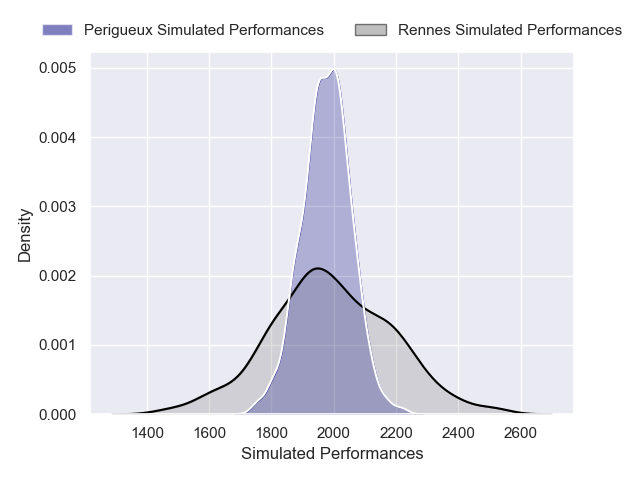 Perigueux Simulated Performances Rennes Simulated Performances
0.005
0.004
0.003
0.002
0.001
0.000
Density
1400 1600 1800 2000 2200 2400 2600
Simulated Performances